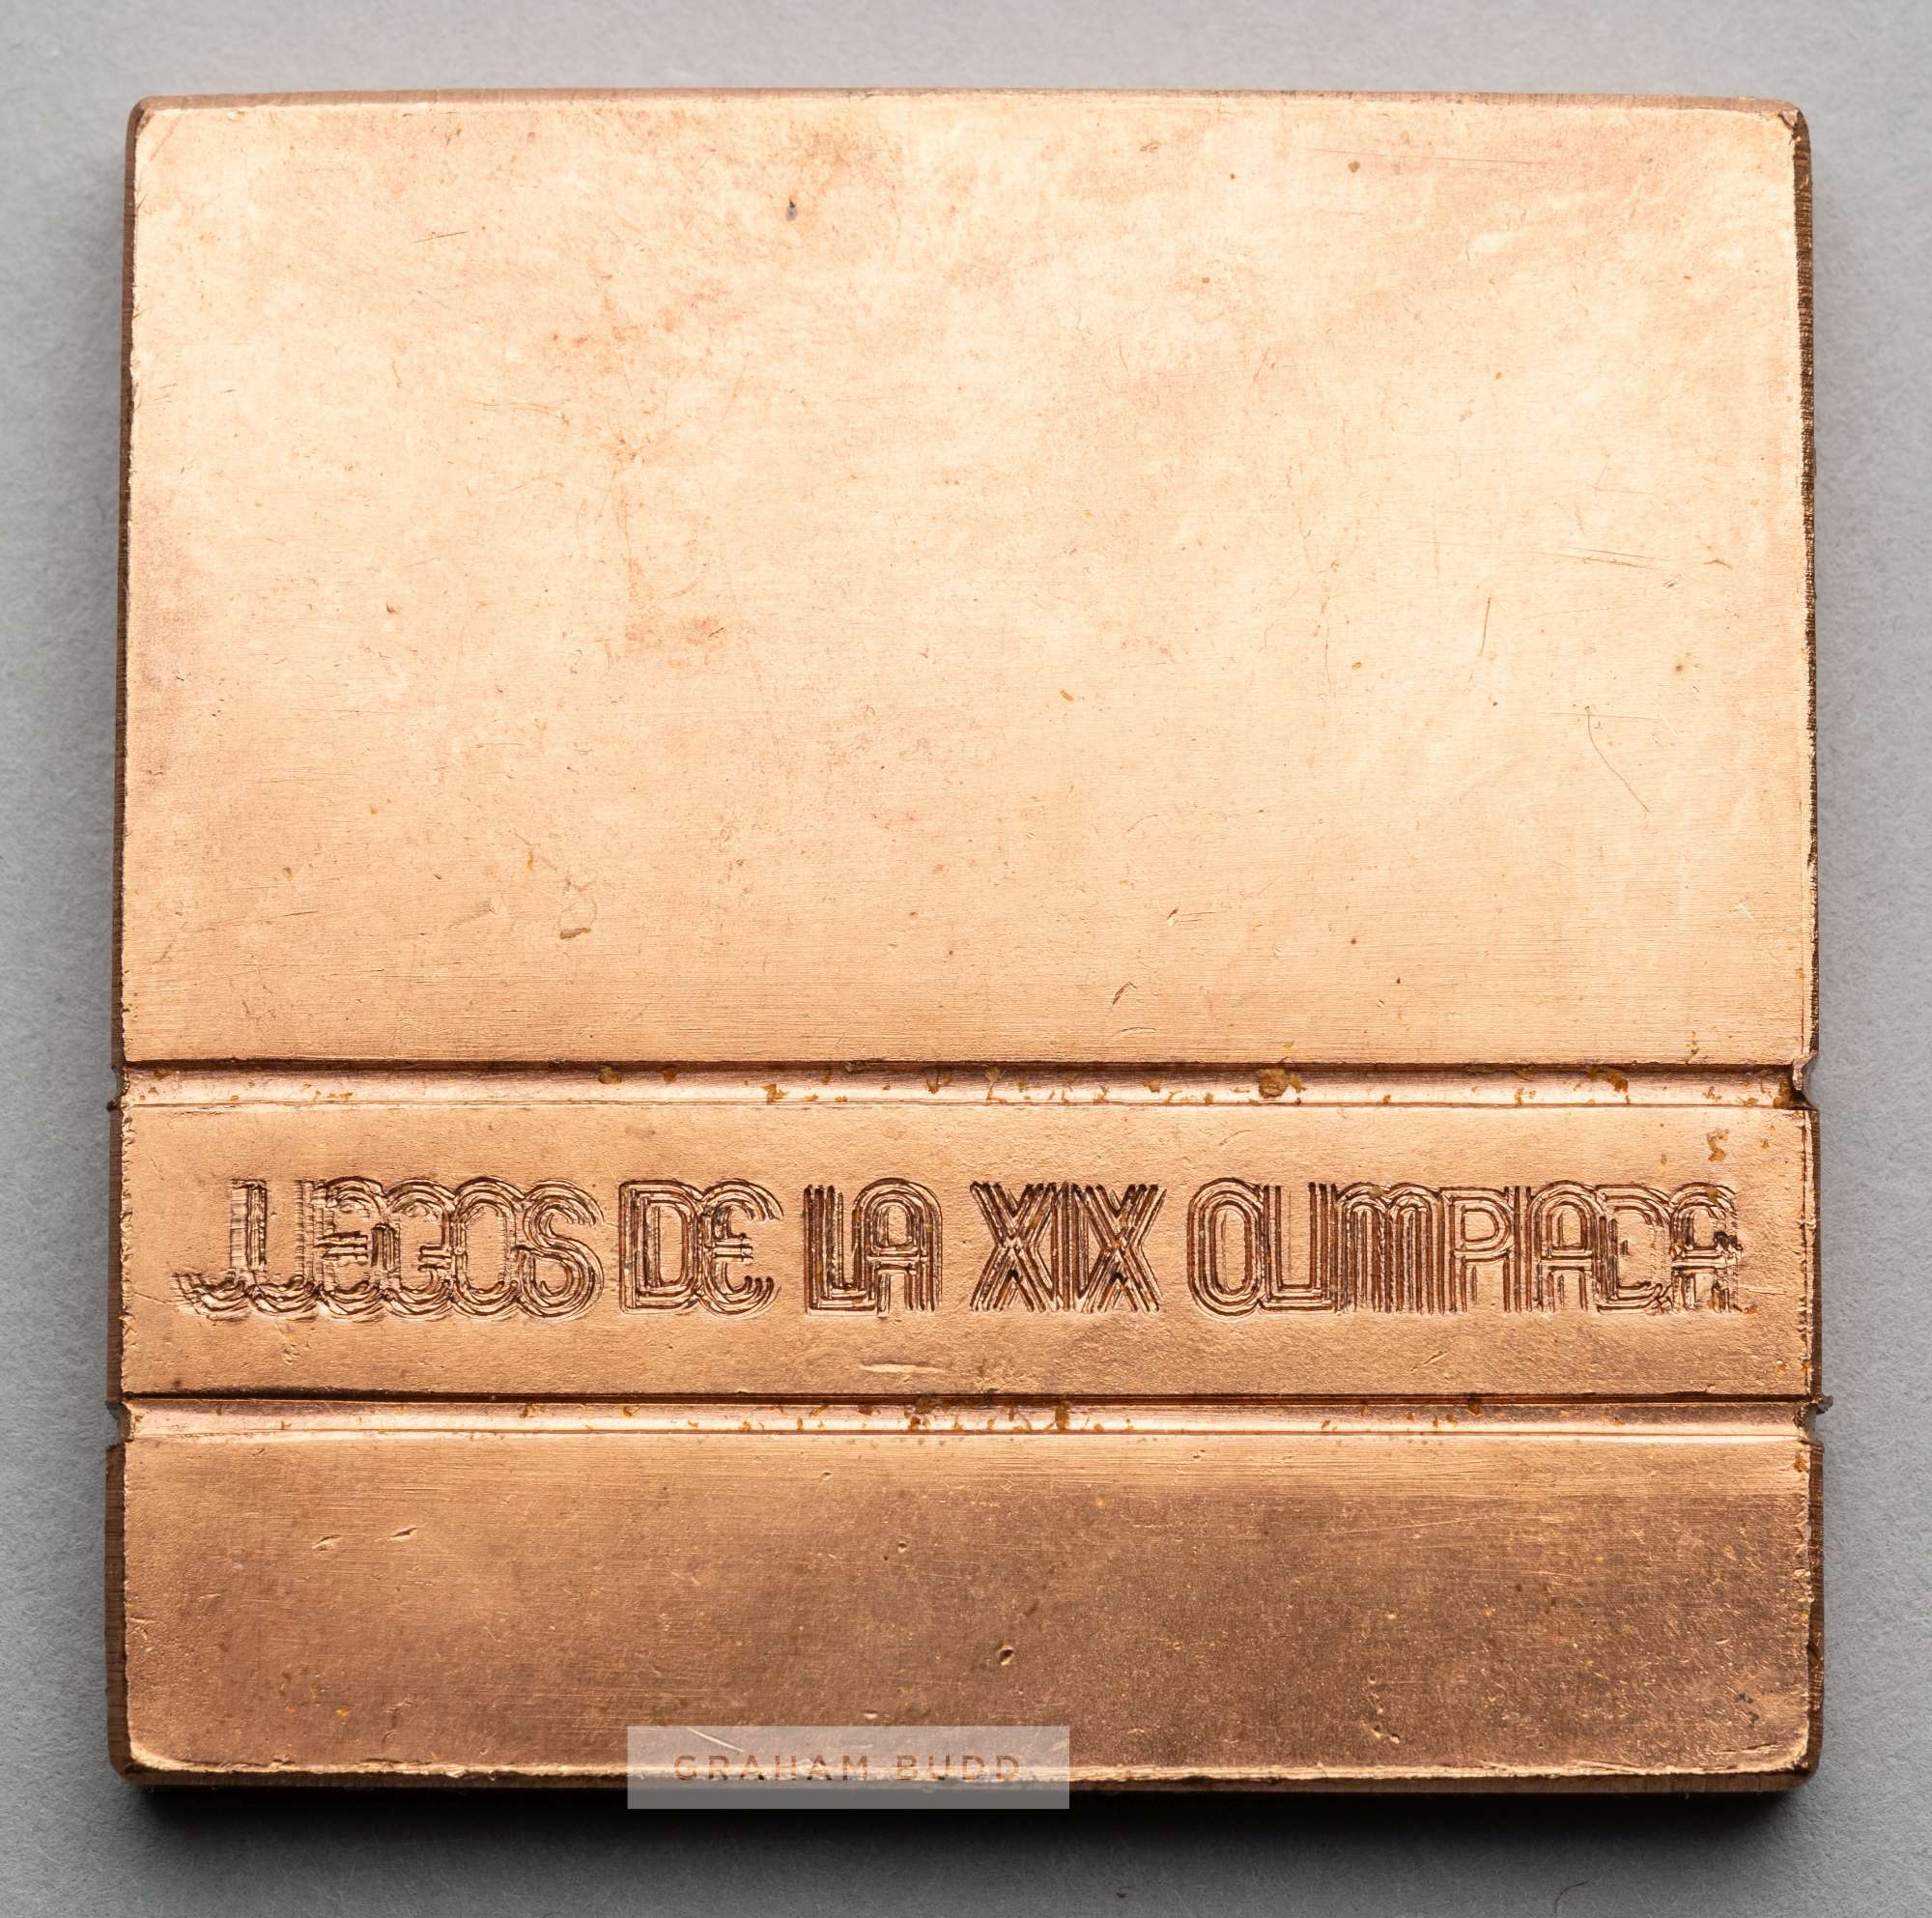 JUEGOS DE LA XIX OLIMPIADA
GRAHAM BUDD